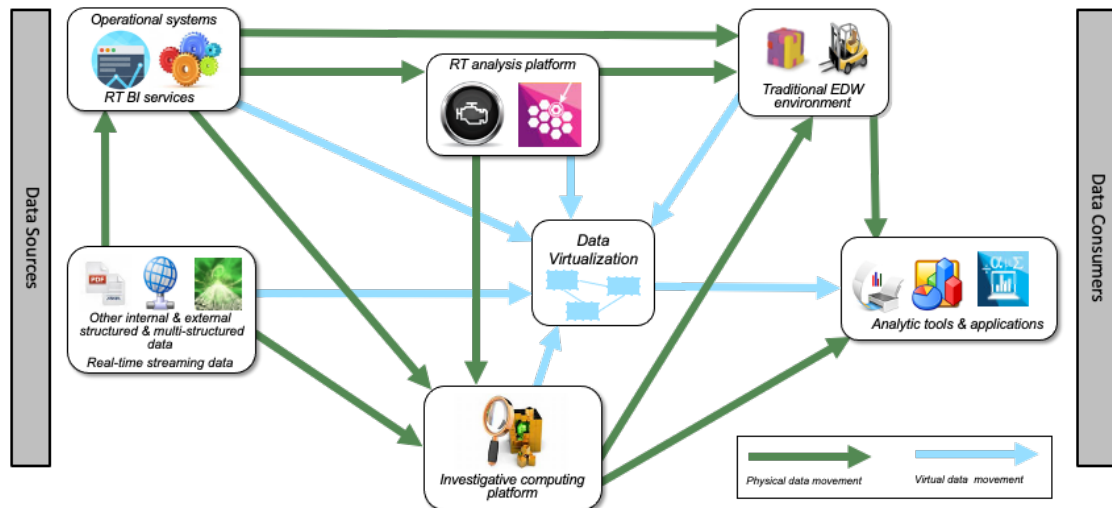 Data Sources
Operational systems
RT BI services
RT analysis platform
Traditional EDW
environment
Data Consumers
Data
Virtualization
PDF
Other internal & external
structured & multi-structured
data
Real-time streaming data
Analytic tools & applications
Investigative computing
platform
Physical data movement
Virtual data movement